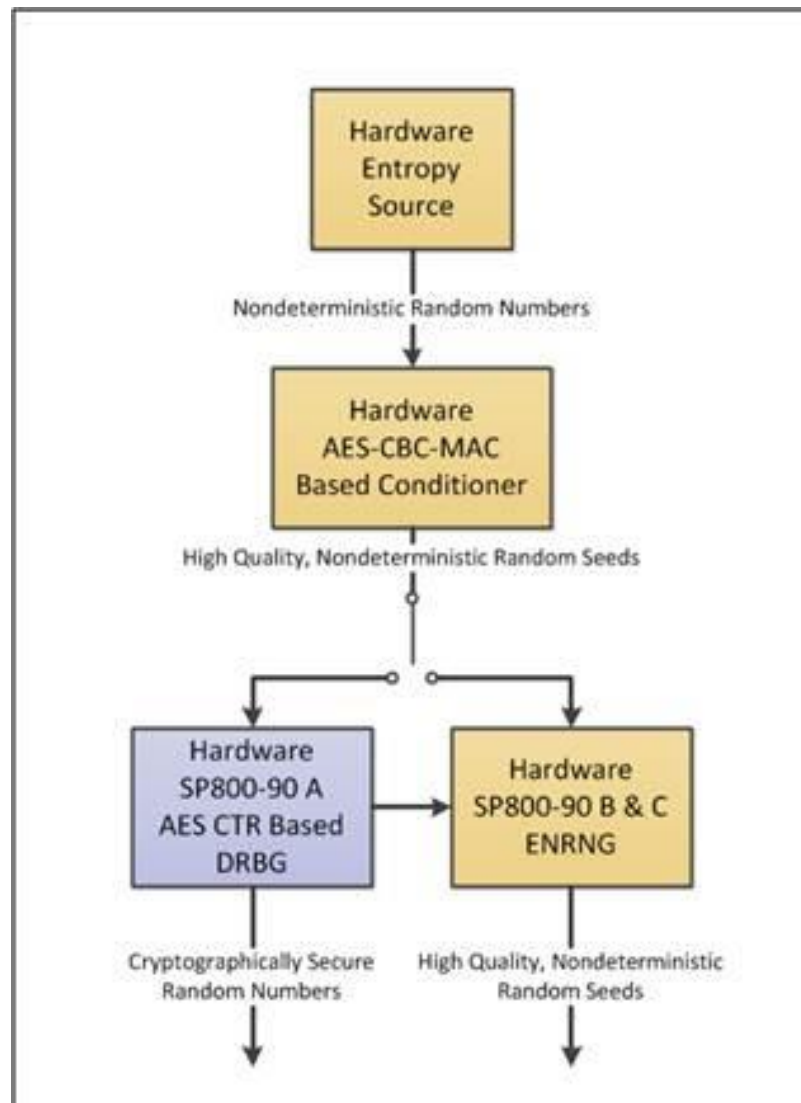 Hardware
Entropy
Source
Nondeterministic Random Numbers
Hardware
AES-CBC-MAC
Based Conditioner
High Quality, Nondeterministic Random Seeds
Hardware
SP800-90 A
AES CTR Based
DRBG
Hardware
SP800-90 B & C
ENRNG
Cryptographically Secure
Random Numbers
High Quality, Nondeterministic
Random Seeds